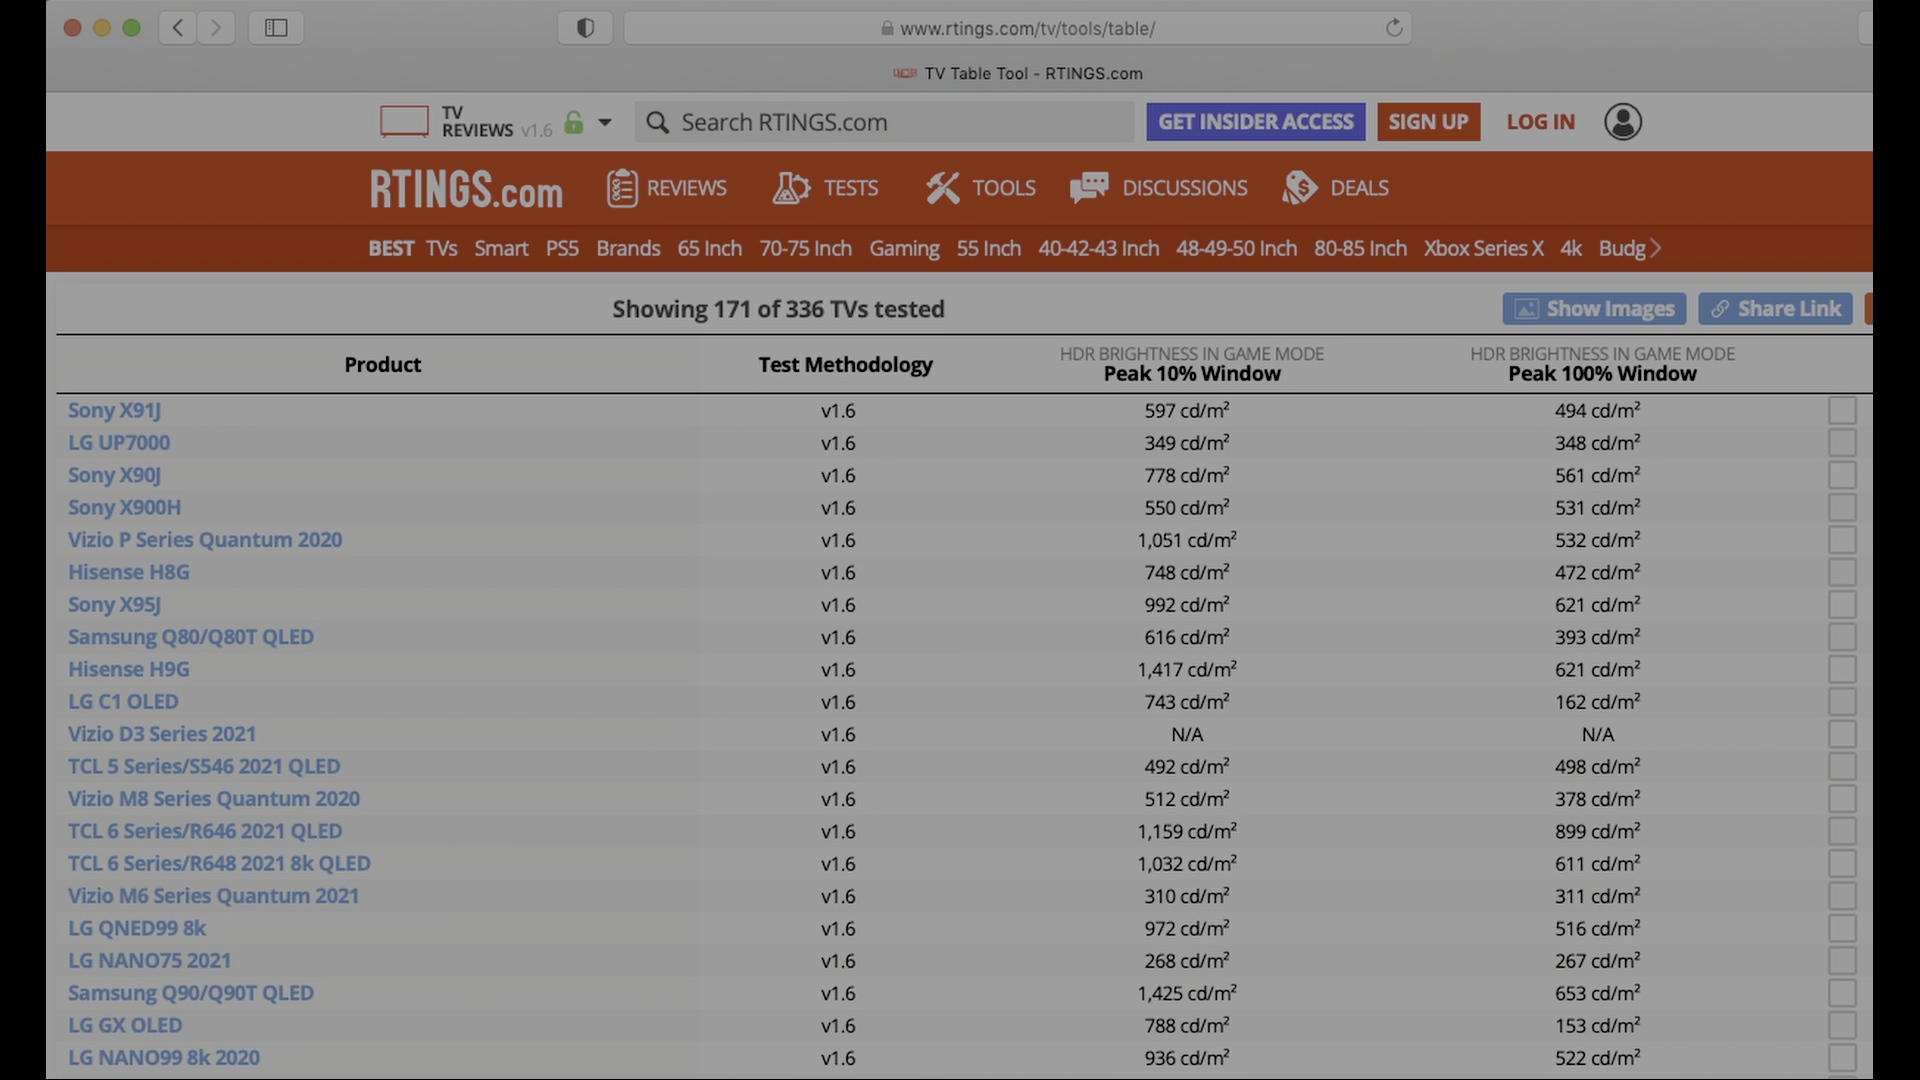 www.rtings.com/tv/tools/table/
RTINGS TV Table Tool - RTINGS.com
TV
REVIEWS v1.6
Search RTINGS.com
GET INSIDER ACCESS
SIGN UP
LOG IN
RTINGS.com
REVIEWS
TESTS
TOOLS
DISCUSSIONS
DEALS
BEST TVs Smart PS5 Brands 65 Inch 70-75 Inch Gaming 55 Inch 40-42-43 Inch 48-49-50 Inch 80-85 Inch Xbox Series X 4k Budg
Showing 171 of 336 TVs tested
Show Images
Share Link
Product Test Methodology HDR BRIGHTNESS IN GAME MODE HDR BRIGHTNESS IN GAME MODE
Peak 10% Window Peak 100% Window
Sony X91J v1.6 597 cd/m² 494 cd/m²
LG UP7000 v1.6 349 cd/m² 348 cd/m²
Sony X90J v1.6 778 cd/m² 561 cd/m²
Sony X900H v1.6 550 cd/m² 531 cd/m²
Vizio P Series Quantum 2020 v1.6 1,051 cd/m² 532 cd/m²
Hisense H8G v1.6 748 cd/m² 472 cd/m²
Sony X95J v1.6 992 cd/m² 621 cd/m²
Samsung Q80/Q80T QLED v1.6 616 cd/m² 393 cd/m²
Hisense H9G v1.6 1,417 cd/m² 621 cd/m²
LG C1 OLED v1.6 743 cd/m² 162 cd/m²
Vizio D3 Series 2021 v1.6 N/A N/A
TCL 5 Series/S546 2021 QLED v1.6 492 cd/m² 498 cd/m²
Vizio M8 Series Quantum 2020 v1.6 512 cd/m² 378 cd/m²
TCL 6 Series/R646 2021 QLED v1.6 1,159 cd/m² 899 cd/m²
TCL 6 Series/R648 2021 8k QLED v1.6 1,032 cd/m² 611 cd/m²
Vizio M6 Series Quantum 2021 v1.6 310 cd/m² 311 cd/m²
LG QNED99 8k v1.6 972 cd/m² 516 cd/m²
LG NANO75 2021 v1.6 268 cd/m² 267 cd/m²
Samsung Q90/Q90T QLED v1.6 1,425 cd/m² 653 cd/m²
LG GX OLED v1.6 788 cd/m² 153 cd/m²
LG NANO99 8k 2020 v1.6 936 cd/m² 522 cd/m²